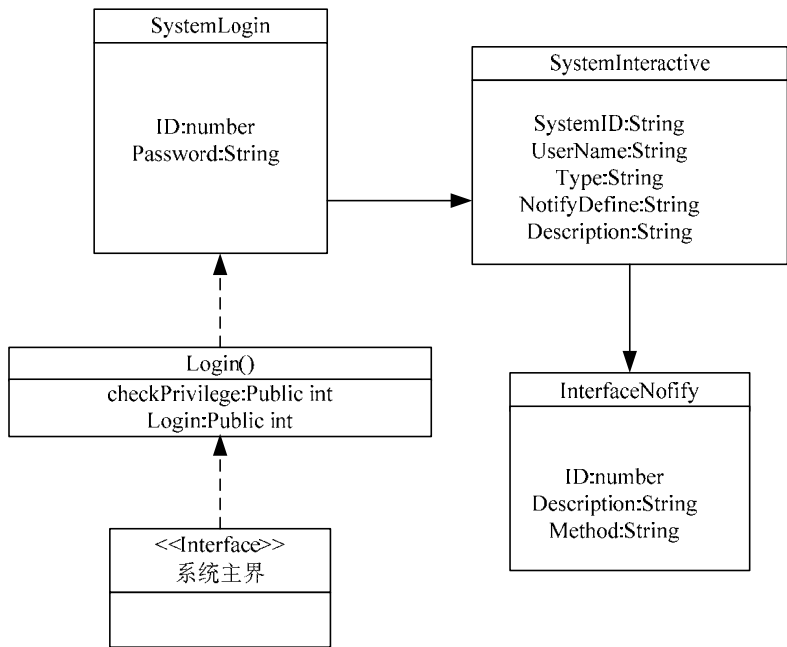 SystemLogin
ID:number
Password:String
SystemInteractive
SystemID:String
UserName:String
Type:String
NotifyDefine:String
Description:String
Login()
checkPrivilege:Public int
Login:Public int
InterfaceNofify
ID:number
Description:String
Method:String
<<Interface>>
系统主界